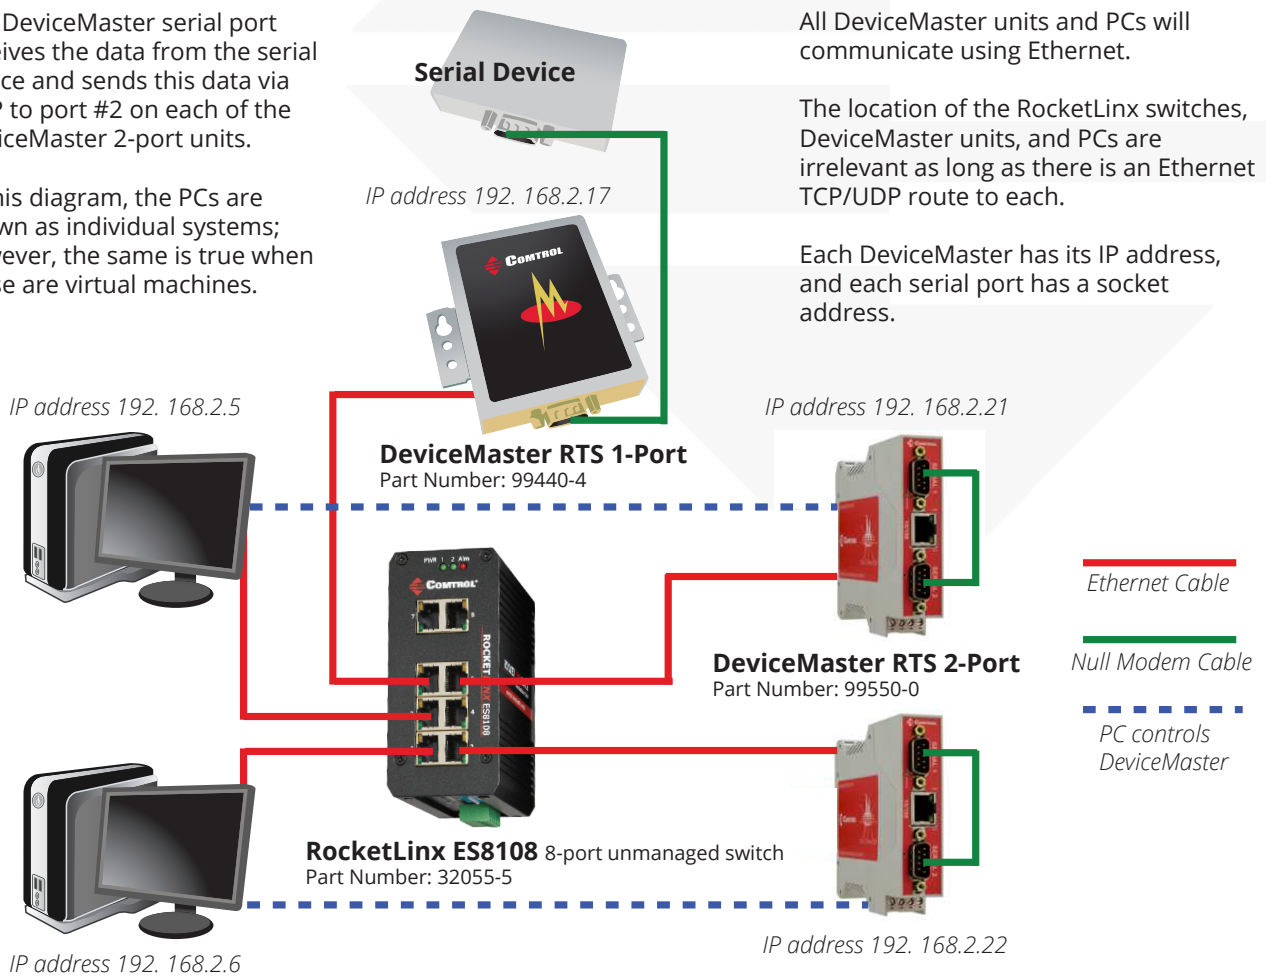 DeviceMaster serial port
eives the data from the serial
ce and sends this data via
P to port #2 on each of the
viceMaster 2-port units.
his diagram, the PCs are
wn as individual systems;
wever, the same is true when
se are virtual machines.
Serial Device
All DeviceMaster units and PCs will
communicate using Ethernet.
The location of the RocketLinx switches,
DeviceMaster units, and PCs are
irrelevant as long as there is an Ethernet
TCP/UDP route to each.
Each DeviceMaster has its IP address,
and each serial port has a socket
address.
IP address 192. 168.2.17
COMTROL
IP address 192. 168.2.5
IP address 192. 168.2.21
DeviceMaster RTS 1-Port
Part Number: 99440-4
PWR 1 2 Alm
COMTROL
ROCKETLINX ES8108
Ethernet Cable
Null Modem Cable
PC controls
DeviceMaster
DeviceMaster RTS 2-Port
Part Number: 99550-0
RocketLinx ES8108 8-port unmanaged switch
Part Number: 32055-5
IP address 192. 168.2.22
IP address 192. 168.2.6